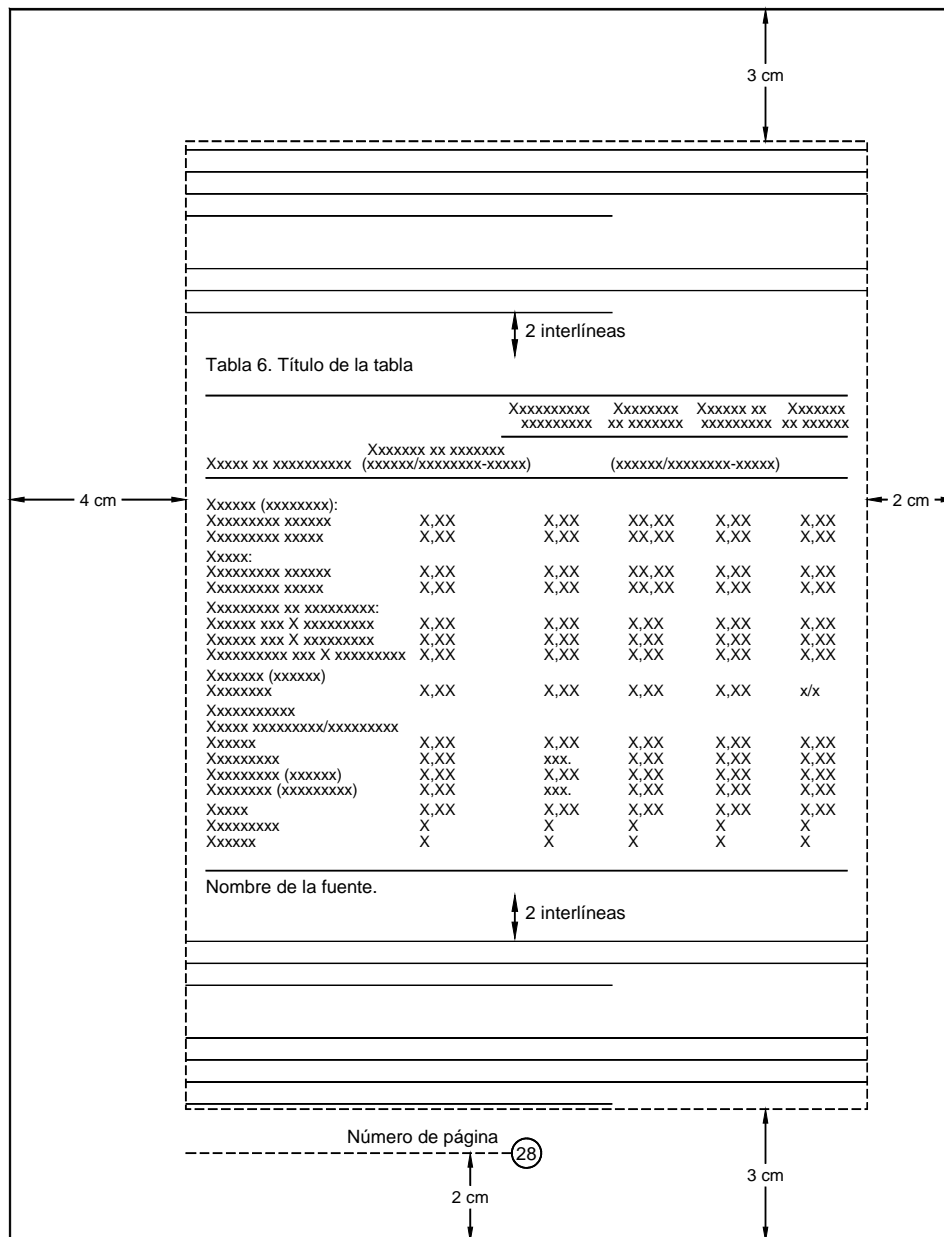 3 cm
2 interlíneas
Tabla 6. Título de la tabla
Xxxxxxxxxx Xxxxxxxx Xxxxxx xx Xxxxxxx
xxxxxxxxx xx xxxxxxx xxxxxxxxx xx xxxxxx
Xxxxxxx xx xxxxxxx
Xxxxx xx xxxxxxxxxx (xxxxxx/xxxxxxxx-xxxxx) (xxxxxx/xxxxxxxx-xxxxx)
4 cm
2 cm
Xxxxxx (xxxxxxxx):
Xxxxxxxxx xxxxxx X,XX X,XX XX,XX X,XX X,XX
Xxxxxxxxx xxxxx X,XX X,XX XX,XX X,XX X,XX
Xxxxx:
Xxxxxxxxx xxxxxx X,XX X,XX XX,XX X,XX X,XX
Xxxxxxxxx xxxxx X,XX X,XX XX,XX X,XX X,XX
Xxxxxxxxx xx xxxxxxxxx:
Xxxxxx xxx X xxxxxxxxx X,XX X,XX X,XX X,XX X,XX
Xxxxxx xxx X xxxxxxxxx X,XX X,XX X,XX X,XX X,XX
Xxxxxxxxxx xxx X xxxxxxxxx X,XX X,XX X,XX X,XX X,XX
Xxxxxxx (xxxxxx)
Xxxxxxxx X,XX X,XX X,XX X,XX x/x
Xxxxxxxxxxx
Xxxxx xxxxxxxxx/xxxxxxxxx
Xxxxxx X,XX X,XX X,XX X,XX X,XX
Xxxxxxxxx X,XX xxx. X,XX X,XX X,XX
Xxxxxxxxx (xxxxxx) X,XX X,XX X,XX X,XX X,XX
Xxxxxxxx (xxxxxxxxx) X,XX xxx. X,XX X,XX X,XX
Xxxxx X,XX X,XX X,XX X,XX X,XX
Xxxxxxxxx X X X X X
Xxxxxx X X X X X
Nombre de la fuente.
2 interlíneas
Número de página 28
2 cm
3 cm